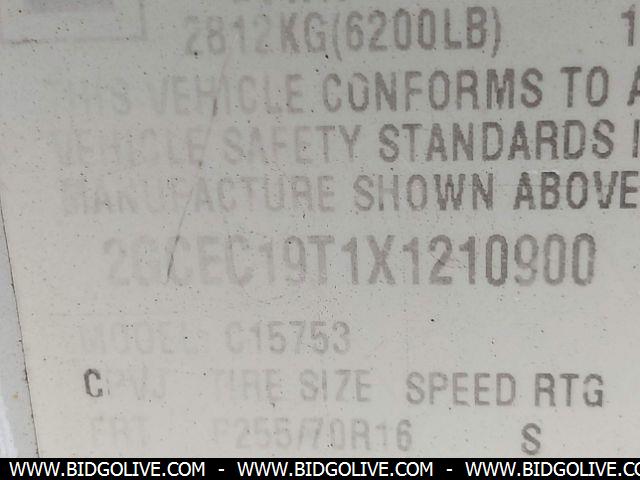 2812KG(6200LB) 1
THIS VEHICLE CONFORMS TO A
VEHICLE SAFETY STANDARDS I
MANUFACTURE SHOWN ABOVE
2GCEC19T1X1210900
MODEL: C15753
TIRE SIZE SPEED RTG
P255/70R16 S
WWW.BIDGOLIVE.COM - WWW.BIDGOLIVE.COM - WWW.BIDGOLIVE.COM